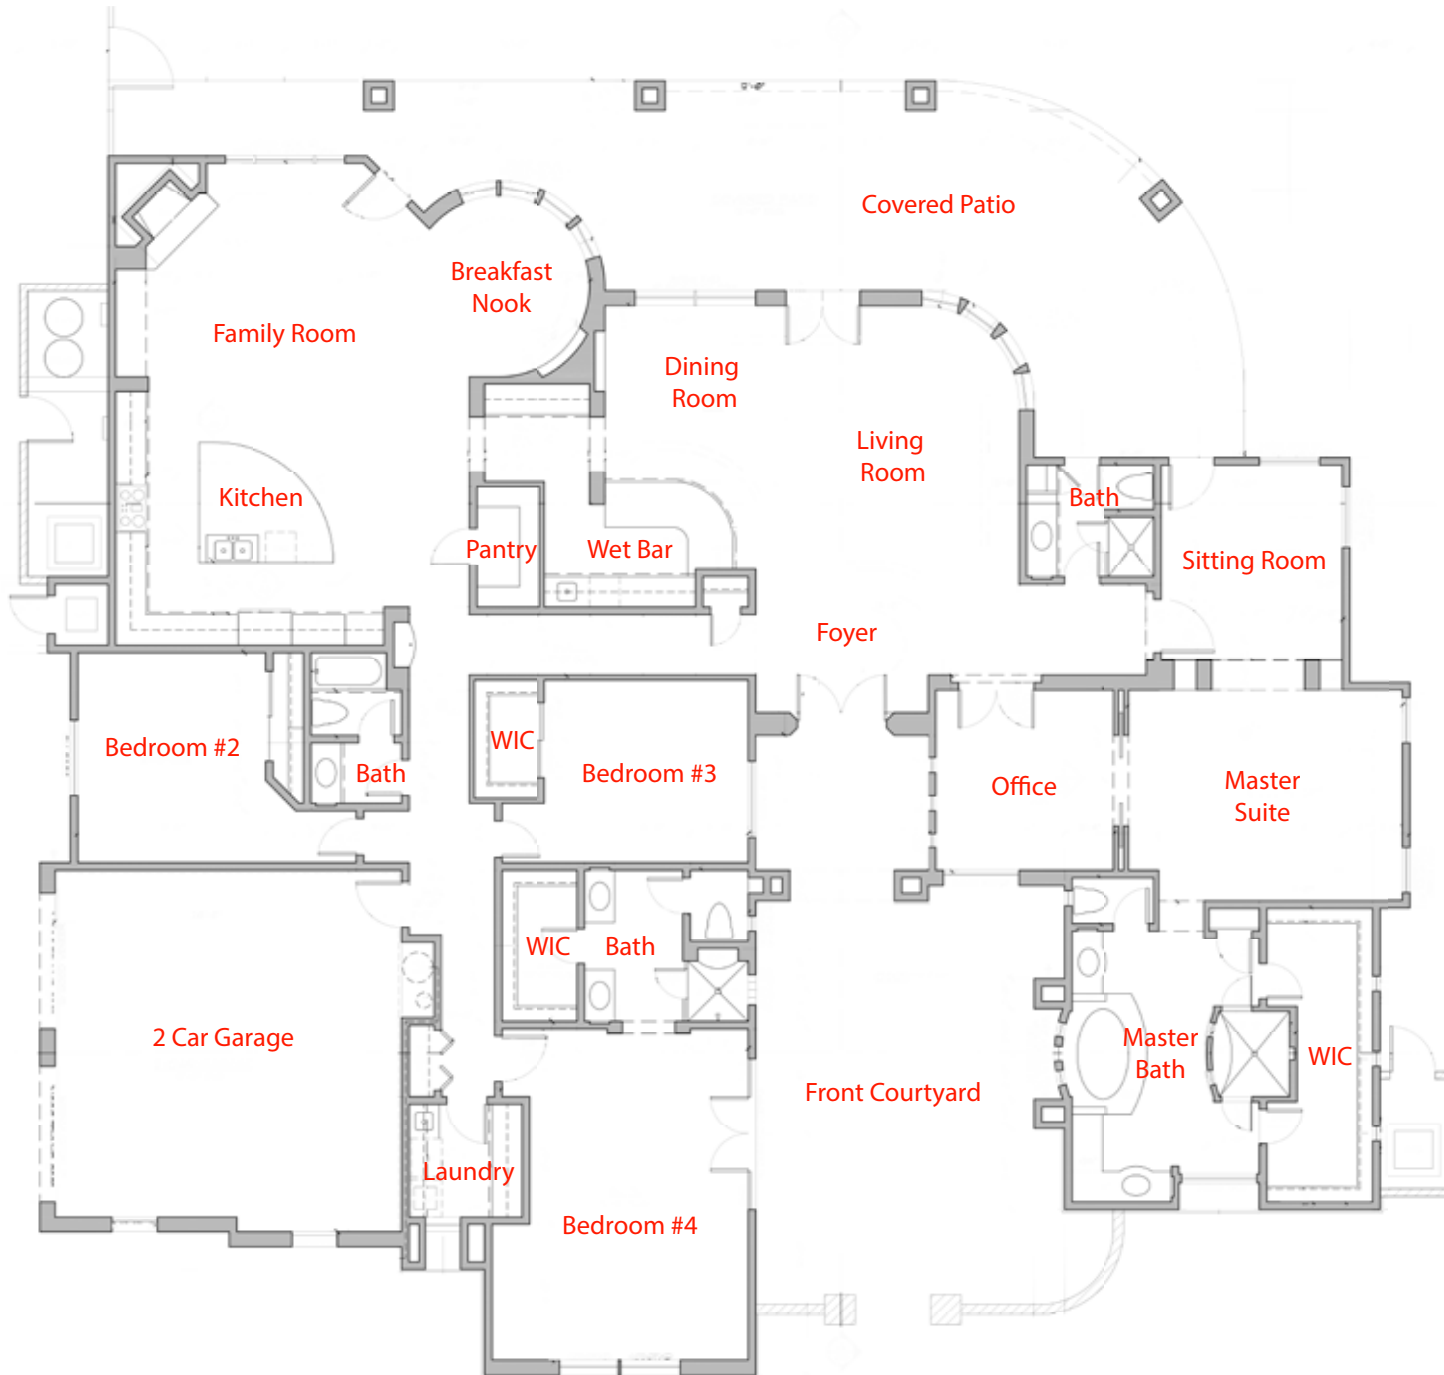 Covered Patio
Breakfast
Nook
Family Room
Dining
Room
Living
Room
Kitchen
Bath
Pantry
Wet Bar
Sitting Room
Foyer
Bedroom #2
WIC
Bath
Bedroom #3
Office
Master
Suite
WIC
Bath
2 Car Garage
Master
Bath
WIC
Front Courtyard
Laundry
Bedroom #4